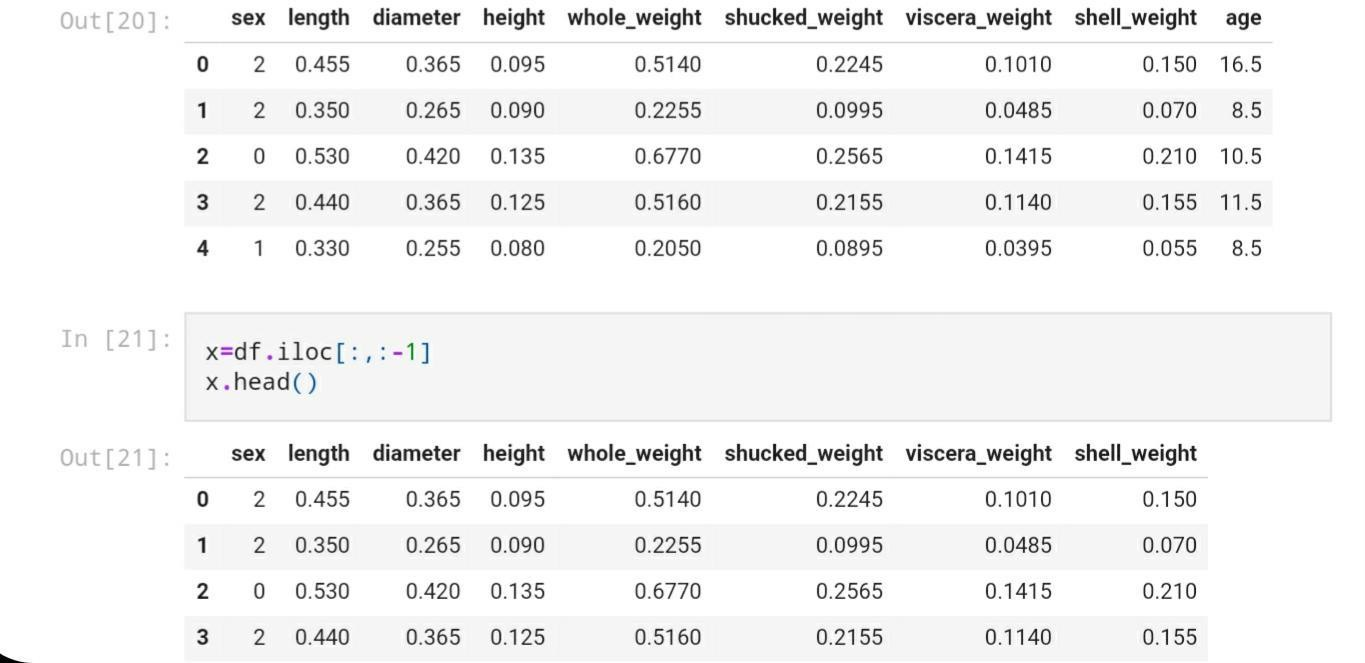 Out[20]: sex length diameter height whole_weight shucked_weight viscera_weight shell_weight age
0 2 0.455 0.365 0.095 0.5140 0.2245 0.1010 0.150 16.5
1 2 0.350 0.265 0.090 0.2255 0.0995 0.0485 0.070 8.5
2 0 0.530 0.420 0.135 0.6770 0.2565 0.1415 0.210 10.5
3 2 0.440 0.365 0.125 0.5160 0.2155 0.1140 0.155 11.5
4 1 0.330 0.255 0.080 0.2050 0.0895 0.0395 0.055 8.5
In [21]: x=df.iloc[:,:-1]
x.head()
Out[21]: sex length diameter height whole_weight shucked_weight viscera_weight shell_weight
0 2 0.455 0.365 0.095 0.5140 0.2245 0.1010 0.150
1 2 0.350 0.265 0.090 0.2255 0.0995 0.0485 0.070
2 0 0.530 0.420 0.135 0.6770 0.2565 0.1415 0.210
3 2 0.440 0.365 0.125 0.5160 0.2155 0.1140 0.155